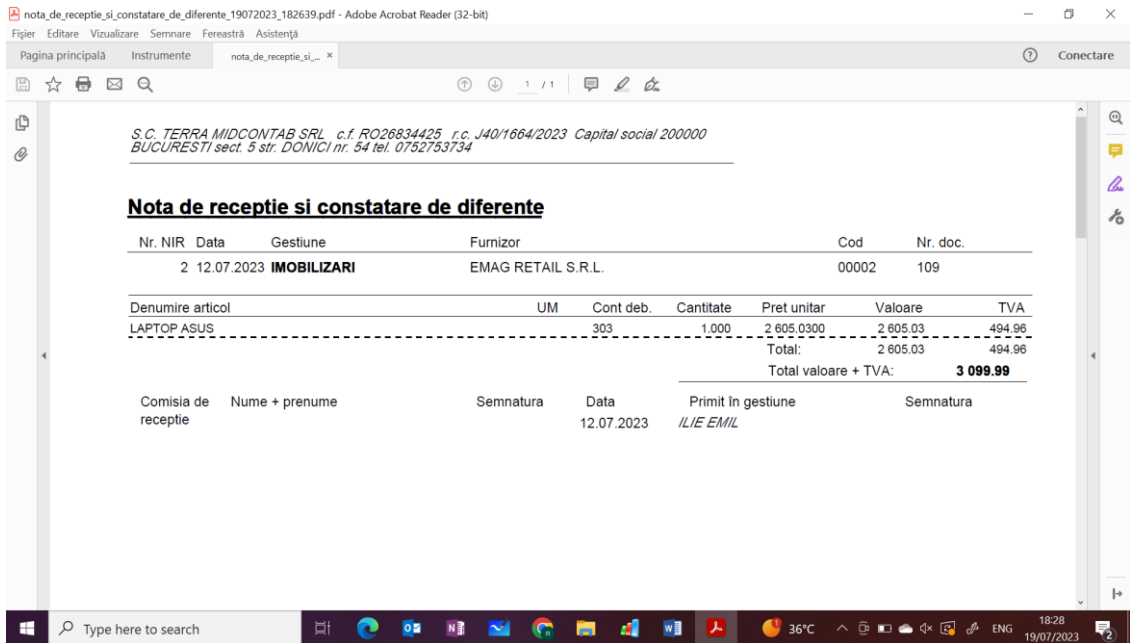 nota_de_receptie_si_constatare_de_diferente_19072023_182639.pdf - Adobe Acrobat Reader (32-bit)
Fișier Editare Vizualizare Semnare Fereastră Asistență
Pagina principală Instrumente nota_de_receptie_si_... × Conectare
1 / 1
S.C. TERRA MIDCONTAB SRL c.f. RO26834425 r.c. J40/1664/2023 Capital social 200000
BUCURESTI sect. 5 str. DONICI nr. 54 tel. 0752753734
Nota de receptie si constatare de diferente
Nr. NIR Data Gestiune Furnizor Cod Nr. doc.
2 12.07.2023 IMOBILIZARI EMAG RETAIL S.R.L. 00002 109
Denumire articol UM Cont deb. Cantitate Pret unitar Valoare TVA
LAPTOP ASUS 303 1.000 2 605.0300 2 605.03 494.96
Total: 2 605.03 494.96
Total valoare + TVA: 3 099.99
Comisia de Nume + prenume Semnatura Data Primit în gestiune Semnatura
receptie 12.07.2023 ILIE EMIL
Type here to search 36°C ENG 18:28
19/07/2023